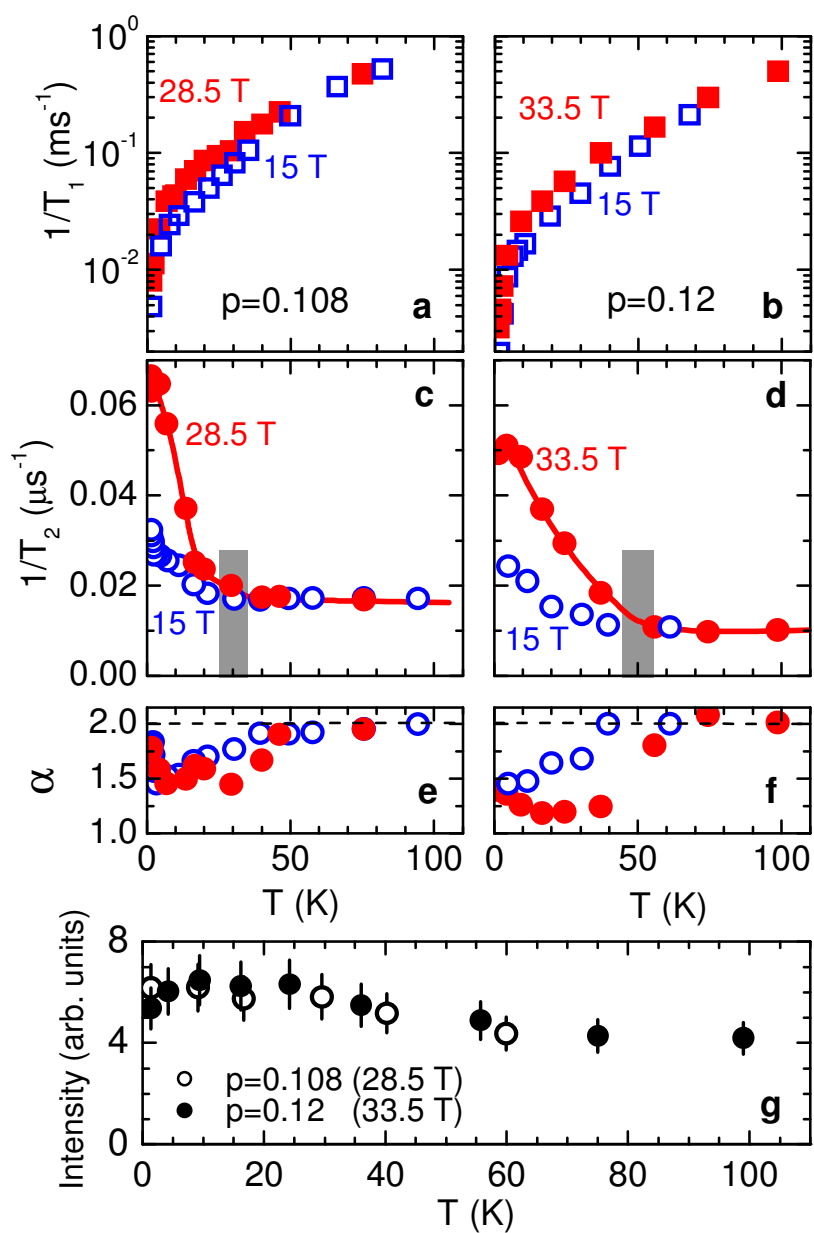 10⁰
10⁻¹
10⁻²
1/T₁ (ms⁻¹)
28.5 T
15 T
p=0.108
a
33.5 T
15 T
p=0.12
b
0.06
0.04
0.02
0.00
1/T₂ (μs⁻¹)
28.5 T
15 T
c
33.5 T
15 T
d
2.0
1.5
1.0
α
e
f
0 50 100
0 50 100
T (K)
T (K)
8
4
0
Intensity (arb. units)
p=0.108 (28.5 T)
p=0.12 (33.5 T)
g
0 20 40 60 80 100
T (K)